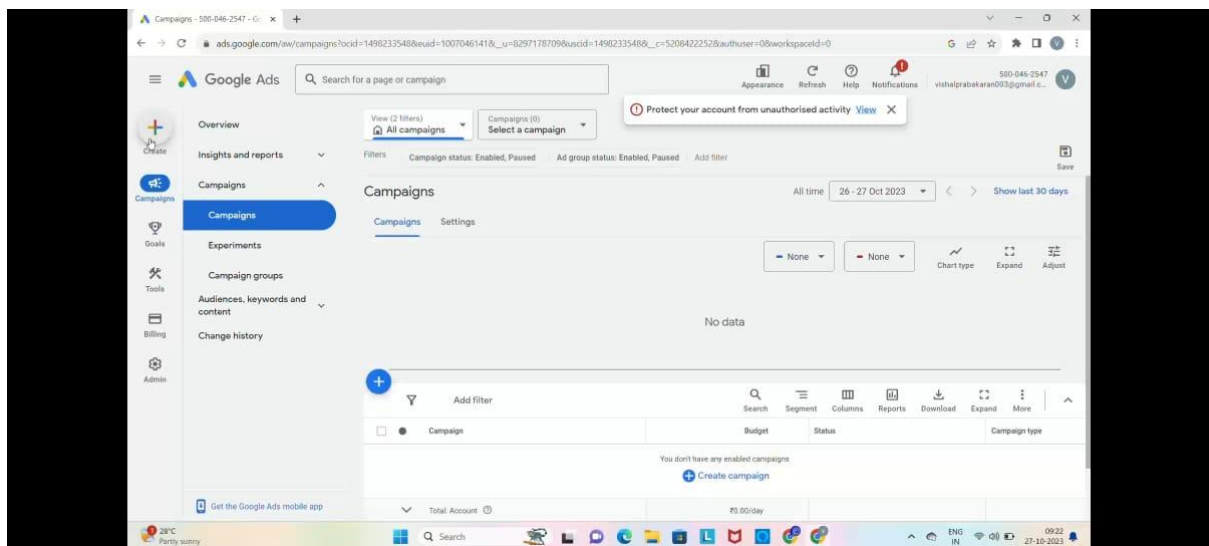 Campaigns - 500-046-2547 - G
ads.google.com/aw/campaigns?ocid=1498233548&euid=1007046141&__u=8297178709&uscid=1498233548&__c=5208422252&authuser=0&workspaceId=0
Google Ads
Search for a page or campaign
Appearance
Refresh
Help
Notifications
500-046-2547
vishalprabakaran003@gmail.c...
V
Protect your account from unauthorised activity View
Create
Campaigns
Goals
Tools
Billing
Admin
Overview
Insights and reports
Campaigns
Campaigns
Experiments
Campaign groups
Audiences, keywords and
content
Change history
Get the Google Ads mobile app
View (2 filters)
All campaigns
Campaigns (0)
Select a campaign
Filters Campaign status: Enabled, Paused Ad group status: Enabled, Paused Add filter
Save
Campaigns
All time 26 - 27 Oct 2023 Show last 30 days
Campaigns Settings
None None
Chart type Expand Adjust
No data
Add filter
Search Segment Columns Reports Download Expand More
Campaign Budget Status Campaign type
You don't have any enabled campaigns
Create campaign
Total: Account ₹0.00/day
28°C
Partly sunny
Search
ENG
IN
09:22
27-10-2023